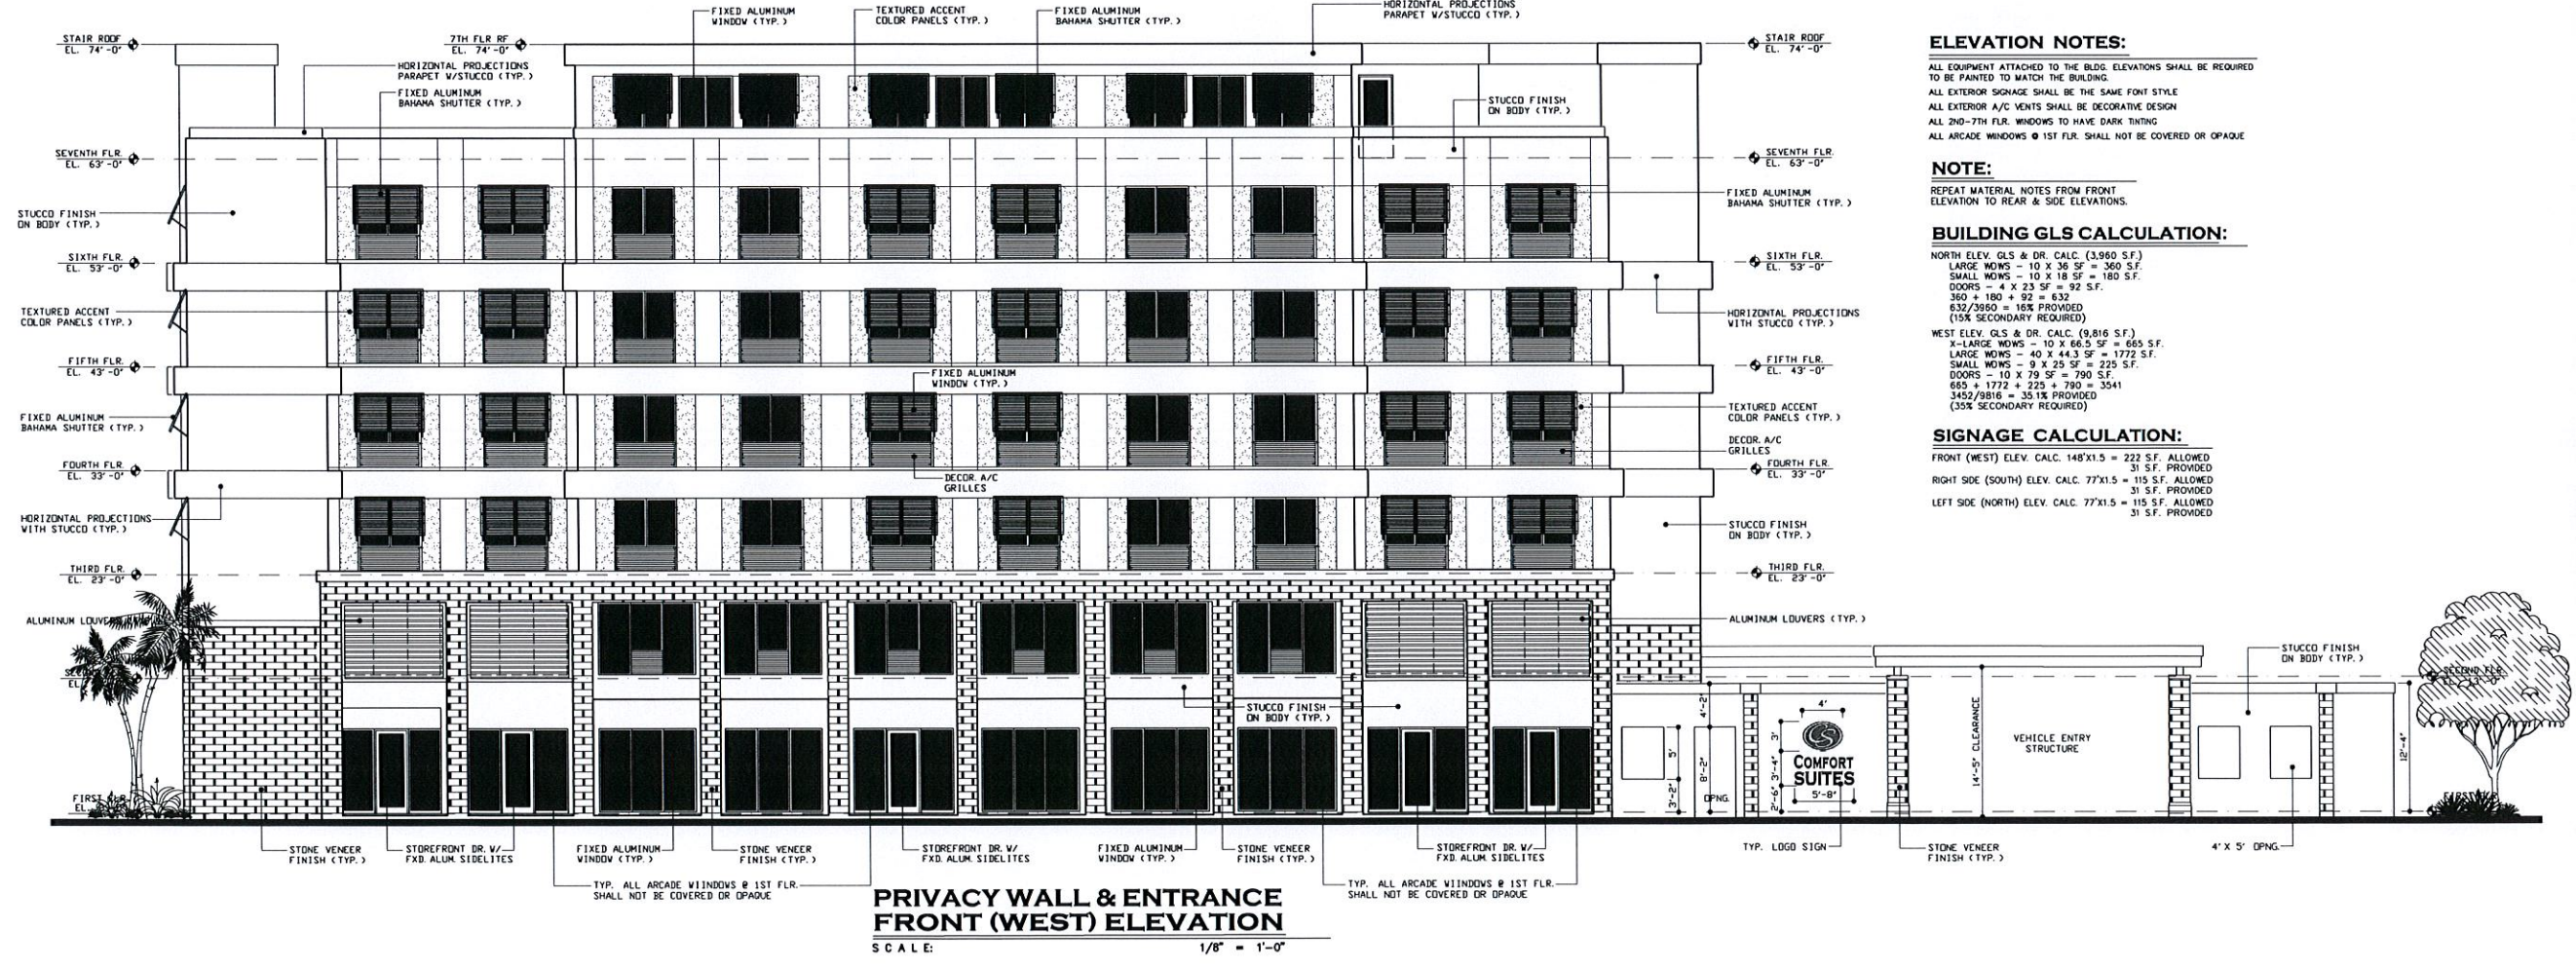 FIXED ALUMINUM
WINDOW (TYP.)
TEXTURED ACCENT
COLOR PANELS (TYP.)
FIXED ALUMINUM
BAHAMA SHUTTER (TYP.)
HORIZONTAL PROJECTIONS
PARAPET W/STUCCO (TYP.)
STAIR ROOF
EL. 74'-0"
7TH FLR RF
EL. 74'-0"
STAIR ROOF
EL. 74'-0"
HORIZONTAL PROJECTIONS
PARAPET W/STUCCO (TYP.)
FIXED ALUMINUM
BAHAMA SHUTTER (TYP.)
STUCCO FINISH
ON BODY (TYP.)
SEVENTH FLR.
EL. 63'-0"
SEVENTH FLR.
EL. 63'-0"
STUCCO FINISH
ON BODY (TYP.)
FIXED ALUMINUM
BAHAMA SHUTTER (TYP.)
SIXTH FLR.
EL. 53'-0"
SIXTH FLR.
EL. 53'-0"
TEXTURED ACCENT
COLOR PANELS (TYP.)
HORIZONTAL PROJECTIONS
WITH STUCCO (TYP.)
FIFTH FLR.
EL. 43'-0"
FIXED ALUMINUM
WINDOW (TYP.)
FIFTH FLR.
EL. 43'-0"
FIXED ALUMINUM
BAHAMA SHUTTER (TYP.)
TEXTURED ACCENT
COLOR PANELS (TYP.)
DECOR. A/C
GRILLES
FOURTH FLR.
EL. 33'-0"
DECOR. A/C
GRILLES
FOURTH FLR.
EL. 33'-0"
HORIZONTAL PROJECTIONS
WITH STUCCO (TYP.)
STUCCO FINISH
ON BODY (TYP.)
THIRD FLR.
EL. 23'-0"
THIRD FLR.
EL. 23'-0"
ALUMINUM LOUVERS
ALUMINUM LOUVERS (TYP.)
STUCCO FINISH
ON BODY (TYP.)
STUCCO FINISH
ON BODY (TYP.)
SECOND FLR.
EL.
FIRST FLR.
EL.
4'-2"
5'
8'-2"
3'-2"
OPNG.
4'
3'
3'-4"
2'-6"
COMFORT
SUITES
5'-8"
14'-5" CLEARANCE
VEHICLE ENTRY
STRUCTURE
12'-4"
STONE VENEER
FINISH (TYP.)
STOREFRONT DR. W/
FXD. ALUM. SIDELITES
FIXED ALUMINUM
WINDOW (TYP.)
STONE VENEER
FINISH (TYP.)
STOREFRONT DR. W/
FXD. ALUM. SIDELITES
FIXED ALUMINUM
WINDOW (TYP.)
STONE VENEER
FINISH (TYP.)
STOREFRONT DR. W/
FXD. ALUM. SIDELITES
TYP. LOGO SIGN
STONE VENEER
FINISH (TYP.)
4' X 5' OPNG.
TYP. ALL ARCADE WIINDOWS @ 1ST FLR.
SHALL NOT BE COVERED OR OPAQUE
TYP. ALL ARCADE WIINDOWS @ 1ST FLR.
SHALL NOT BE COVERED OR OPAQUE
PRIVACY WALL & ENTRANCE
FRONT (WEST) ELEVATION
SCALE: 1/8" = 1'-0"
ELEVATION NOTES:
ALL EQUIPMENT ATTACHED TO THE BLDG. ELEVATIONS SHALL BE REQUIRED
TO BE PAINTED TO MATCH THE BUILDING.
ALL EXTERIOR SIGNAGE SHALL BE THE SAME FONT STYLE
ALL EXTERIOR A/C VENTS SHALL BE DECORATIVE DESIGN
ALL 2ND-7TH FLR. WINDOWS TO HAVE DARK TINTING
ALL ARCADE WINDOWS @ 1ST FLR. SHALL NOT BE COVERED OR OPAQUE
NOTE:
REPEAT MATERIAL NOTES FROM FRONT
ELEVATION TO REAR & SIDE ELEVATIONS.
BUILDING GLS CALCULATION:
NORTH ELEV. GLS & DR. CALC. (3,960 S.F.)
LARGE WDWS - 10 X 36 SF = 360 S.F.
SMALL WDWS - 10 X 18 SF = 180 S.F.
DOORS - 4 X 23 SF = 92 S.F.
360 + 180 + 92 = 632
632/3960 = 16% PROVIDED
(15% SECONDARY REQUIRED)
WEST ELEV. GLS & DR. CALC. (9,816 S.F.)
X-LARGE WDWS - 10 X 66.5 SF = 665 S.F.
LARGE WDWS - 40 X 44.3 SF = 1772 S.F.
SMALL WDWS - 9 X 25 SF = 225 S.F.
DOORS - 10 X 79 SF = 790 S.F.
665 + 1772 + 225 + 790 = 3541
3452/9816 = 35.1% PROVIDED
(35% SECONDARY REQUIRED)
SIGNAGE CALCULATION:
FRONT (WEST) ELEV. CALC. 148'X1.5 = 222 S.F. ALLOWED
31 S.F. PROVIDED
RIGHT SIDE (SOUTH) ELEV. CALC. 77'X1.5 = 115 S.F. ALLOWED
31 S.F. PROVIDED
LEFT SIDE (NORTH) ELEV. CALC. 77'X1.5 = 115 S.F. ALLOWED
31 S.F. PROVIDED